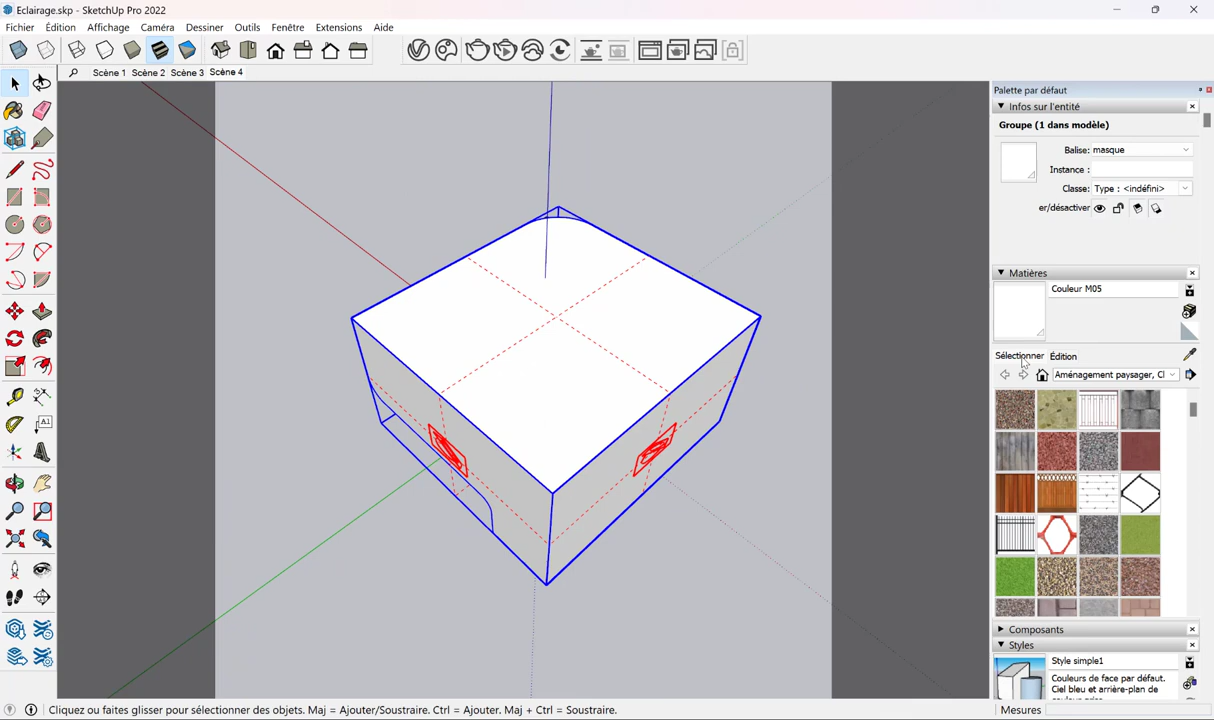 Eclairage.skp - SketchUp Pro 2022
Fichier Édition Affichage Caméra Dessiner Outils Fenêtre Extensions Aide
Scène 1 Scène 2 Scène 3 Scène 4
Palette par défaut
Infos sur l'entité
Groupe (1 dans modèle)
Balise: masque
Instance :
Classe: Type : <indéfini>
er/désactiver
Matières
Couleur M05
Sélectionner Édition
Aménagement paysager, Cl
A1
Composants
Styles
Style simple1
Couleurs de face par défaut.
Ciel bleu et arrière-plan de
Cliquez ou faites glisser pour sélectionner des objets. Maj = Ajouter/Soustraire. Ctrl = Ajouter. Maj + Ctrl = Soustraire.
Mesures